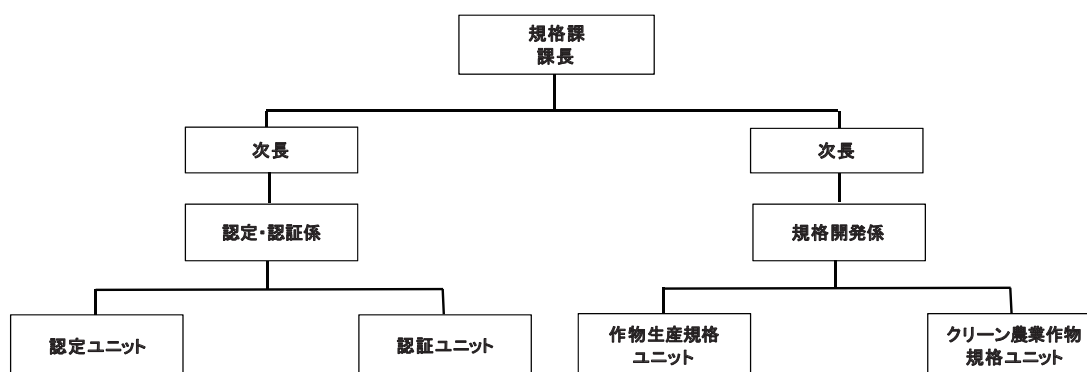 規格課
課長
次長
次長
認定・認証係
規格開発係
認定ユニット
認証ユニット
作物生産規格
ユニット
クリーン農業作物
規格ユニット